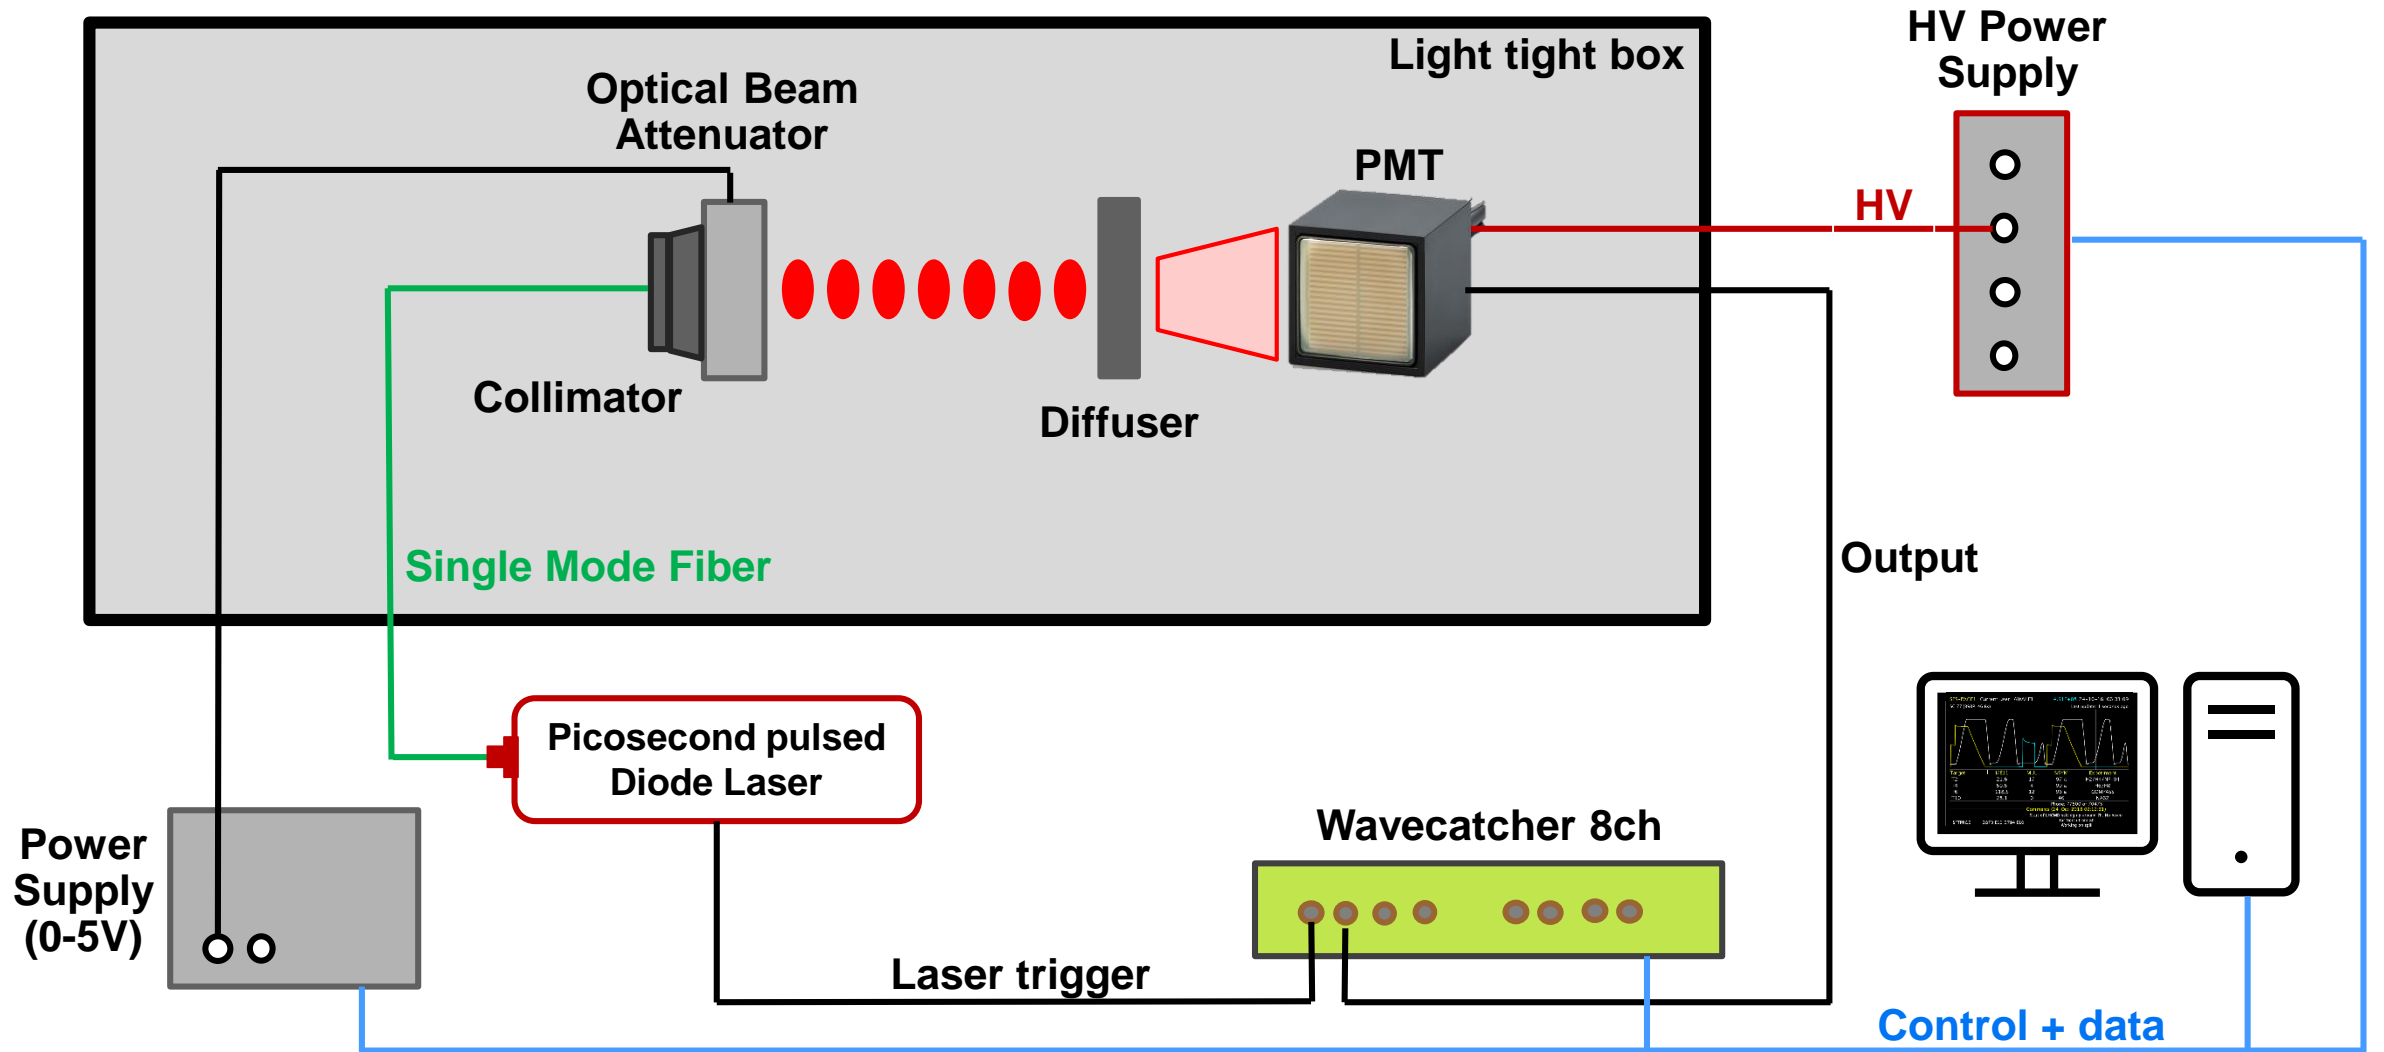 HV Power
Supply
Light tight box
Optical Beam
Attenuator
PMT
HV
Collimator
Diffuser
Single Mode Fiber
Output
Picosecond pulsed
Diode Laser
Wavecatcher 8ch
Power
Supply
(0-5V)
Laser trigger
Control + data